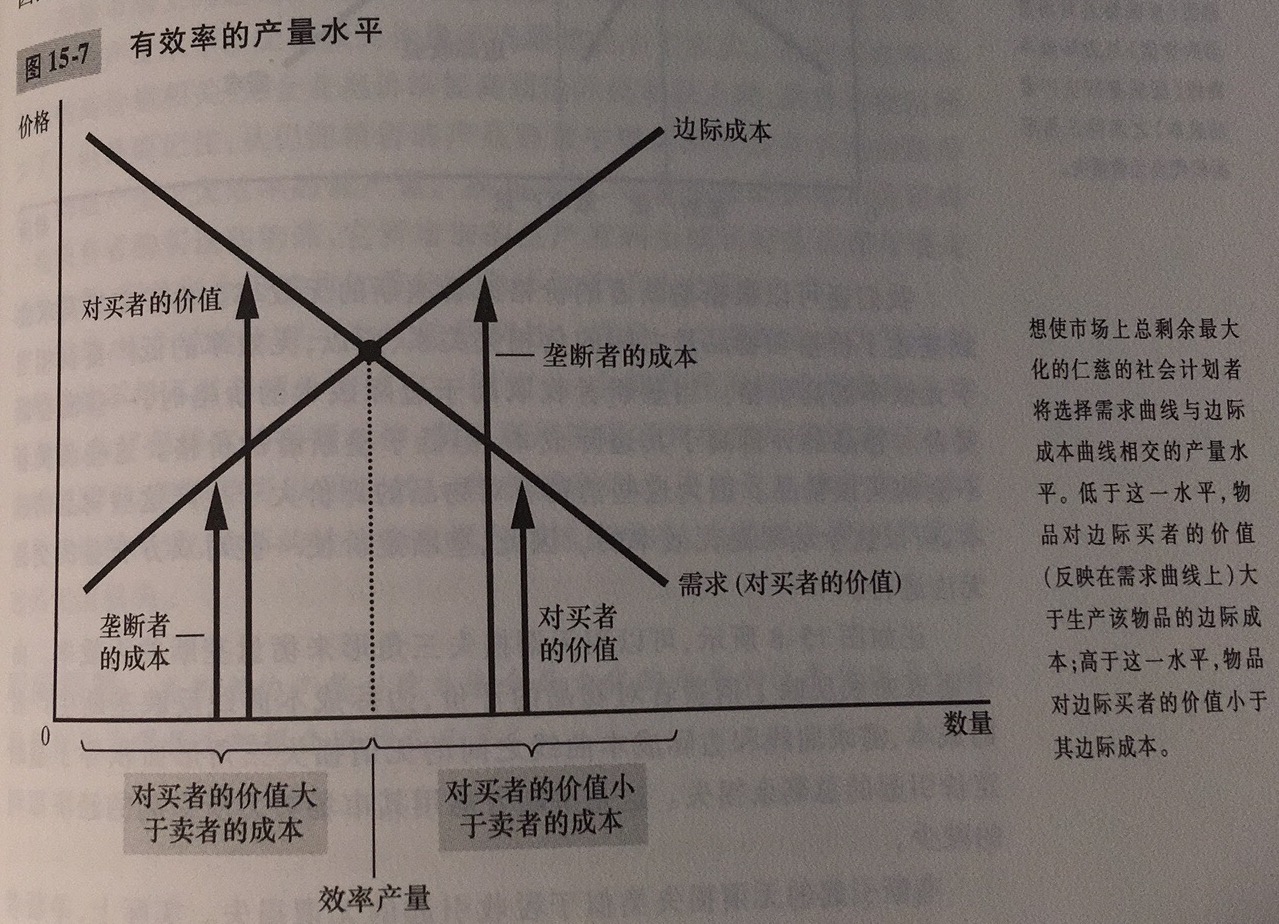 图 15-7 有效率的产量水平
价格
边际成本
对买者的价值
垄断者的成本
需求 (对买者的价值)
垄断者
的成本
对买者
的价值
0
数量
对买者的价值大
于卖者的成本
对买者的价值小
于卖者的成本
效率产量
想使市场上总剩余最大
化的仁慈的社会计划者
将选择需求曲线与边际
成本曲线相交的产量水
平。低于这一水平,物
品对边际买者的价值
(反映在需求曲线上)大
于生产该物品的边际成
本;高于这一水平,物品
对边际买者的价值小于
其边际成本。